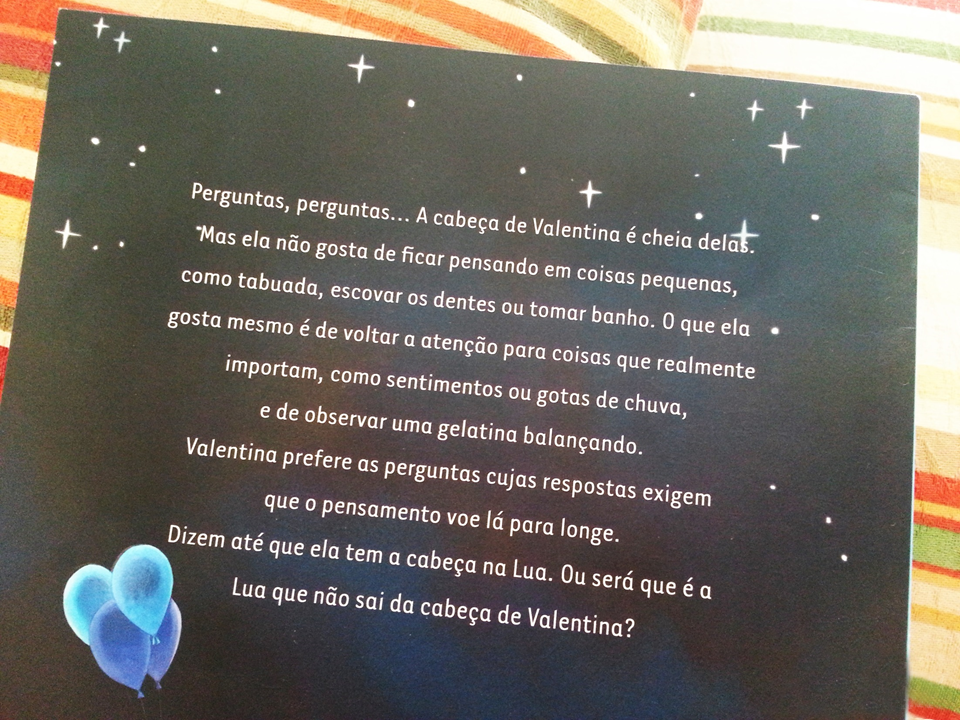 Perguntas, perguntas... A cabeça de Valentina é cheia delas.
Mas ela não gosta de ficar pensando em coisas pequenas,
como tabuada, escovar os dentes ou tomar banho. O que ela
gosta mesmo é de voltar a atenção para coisas que realmente
importam, como sentimentos ou gotas de chuva,
e de observar uma gelatina balançando.
Valentina prefere as perguntas cujas respostas exigem
que o pensamento voe lá para longe.
Dizem até que ela tem a cabeça na Lua. Ou será que é a
Lua que não sai da cabeça de Valentina?